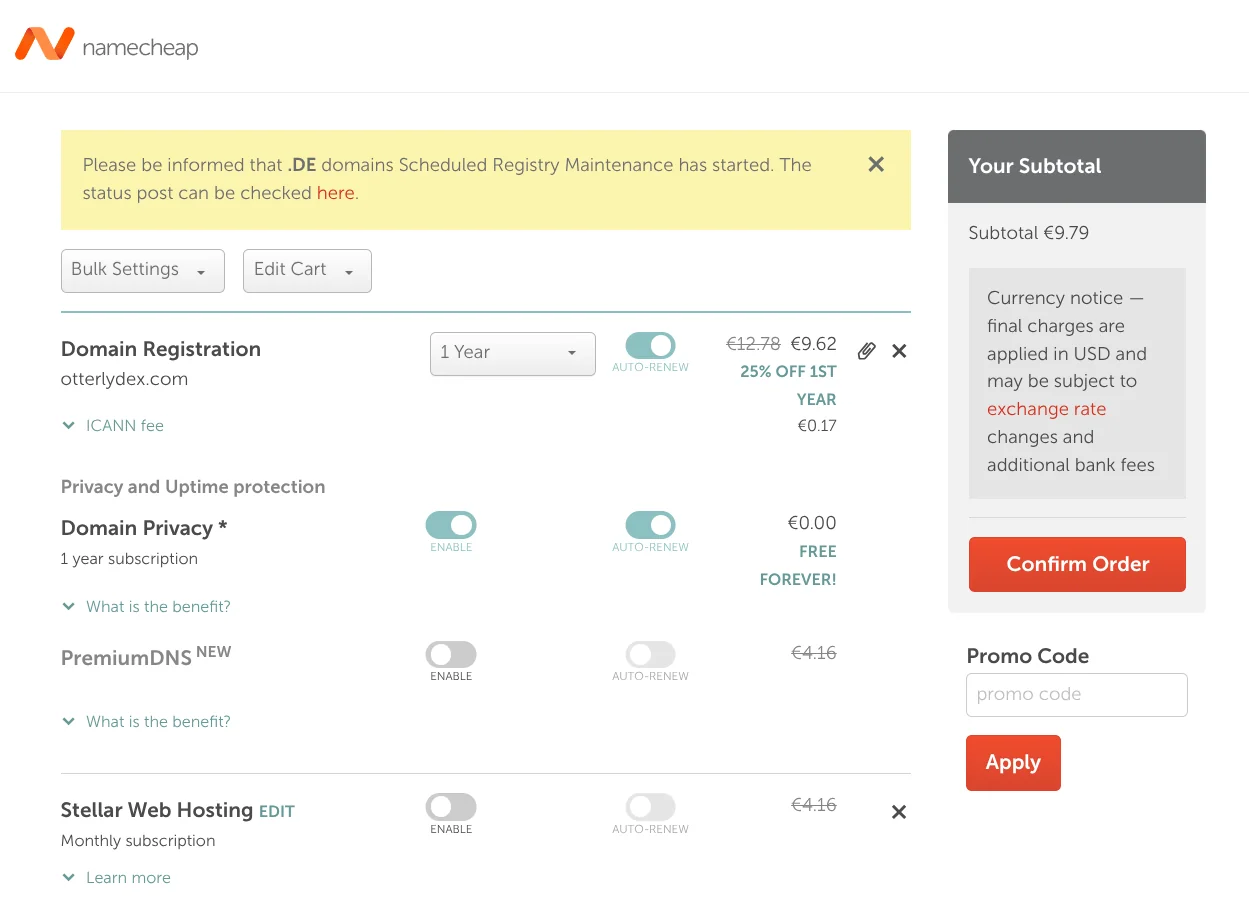 namecheap
Please be informed that .DE domains Scheduled Registry Maintenance has started. The
status post can be checked here.
Bulk Settings
Edit Cart
Domain Registration
otterlydex.com
1 Year
AUTO-RENEW
€12.78 €9.62
25% OFF 1ST
YEAR
ICANN fee
€0.17
Privacy and Uptime protection
Domain Privacy *
1 year subscription
ENABLE
AUTO-RENEW
€0.00
FREE
FOREVER!
What is the benefit?
PremiumDNS NEW
ENABLE
AUTO-RENEW
€4.16
What is the benefit?
Stellar Web Hosting EDIT
Monthly subscription
ENABLE
AUTO-RENEW
€4.16
Learn more
Your Subtotal
Subtotal €9.79
Currency notice —
final charges are
applied in USD and
may be subject to
exchange rate
changes and
additional bank fees
Confirm Order
Promo Code
promo code
Apply